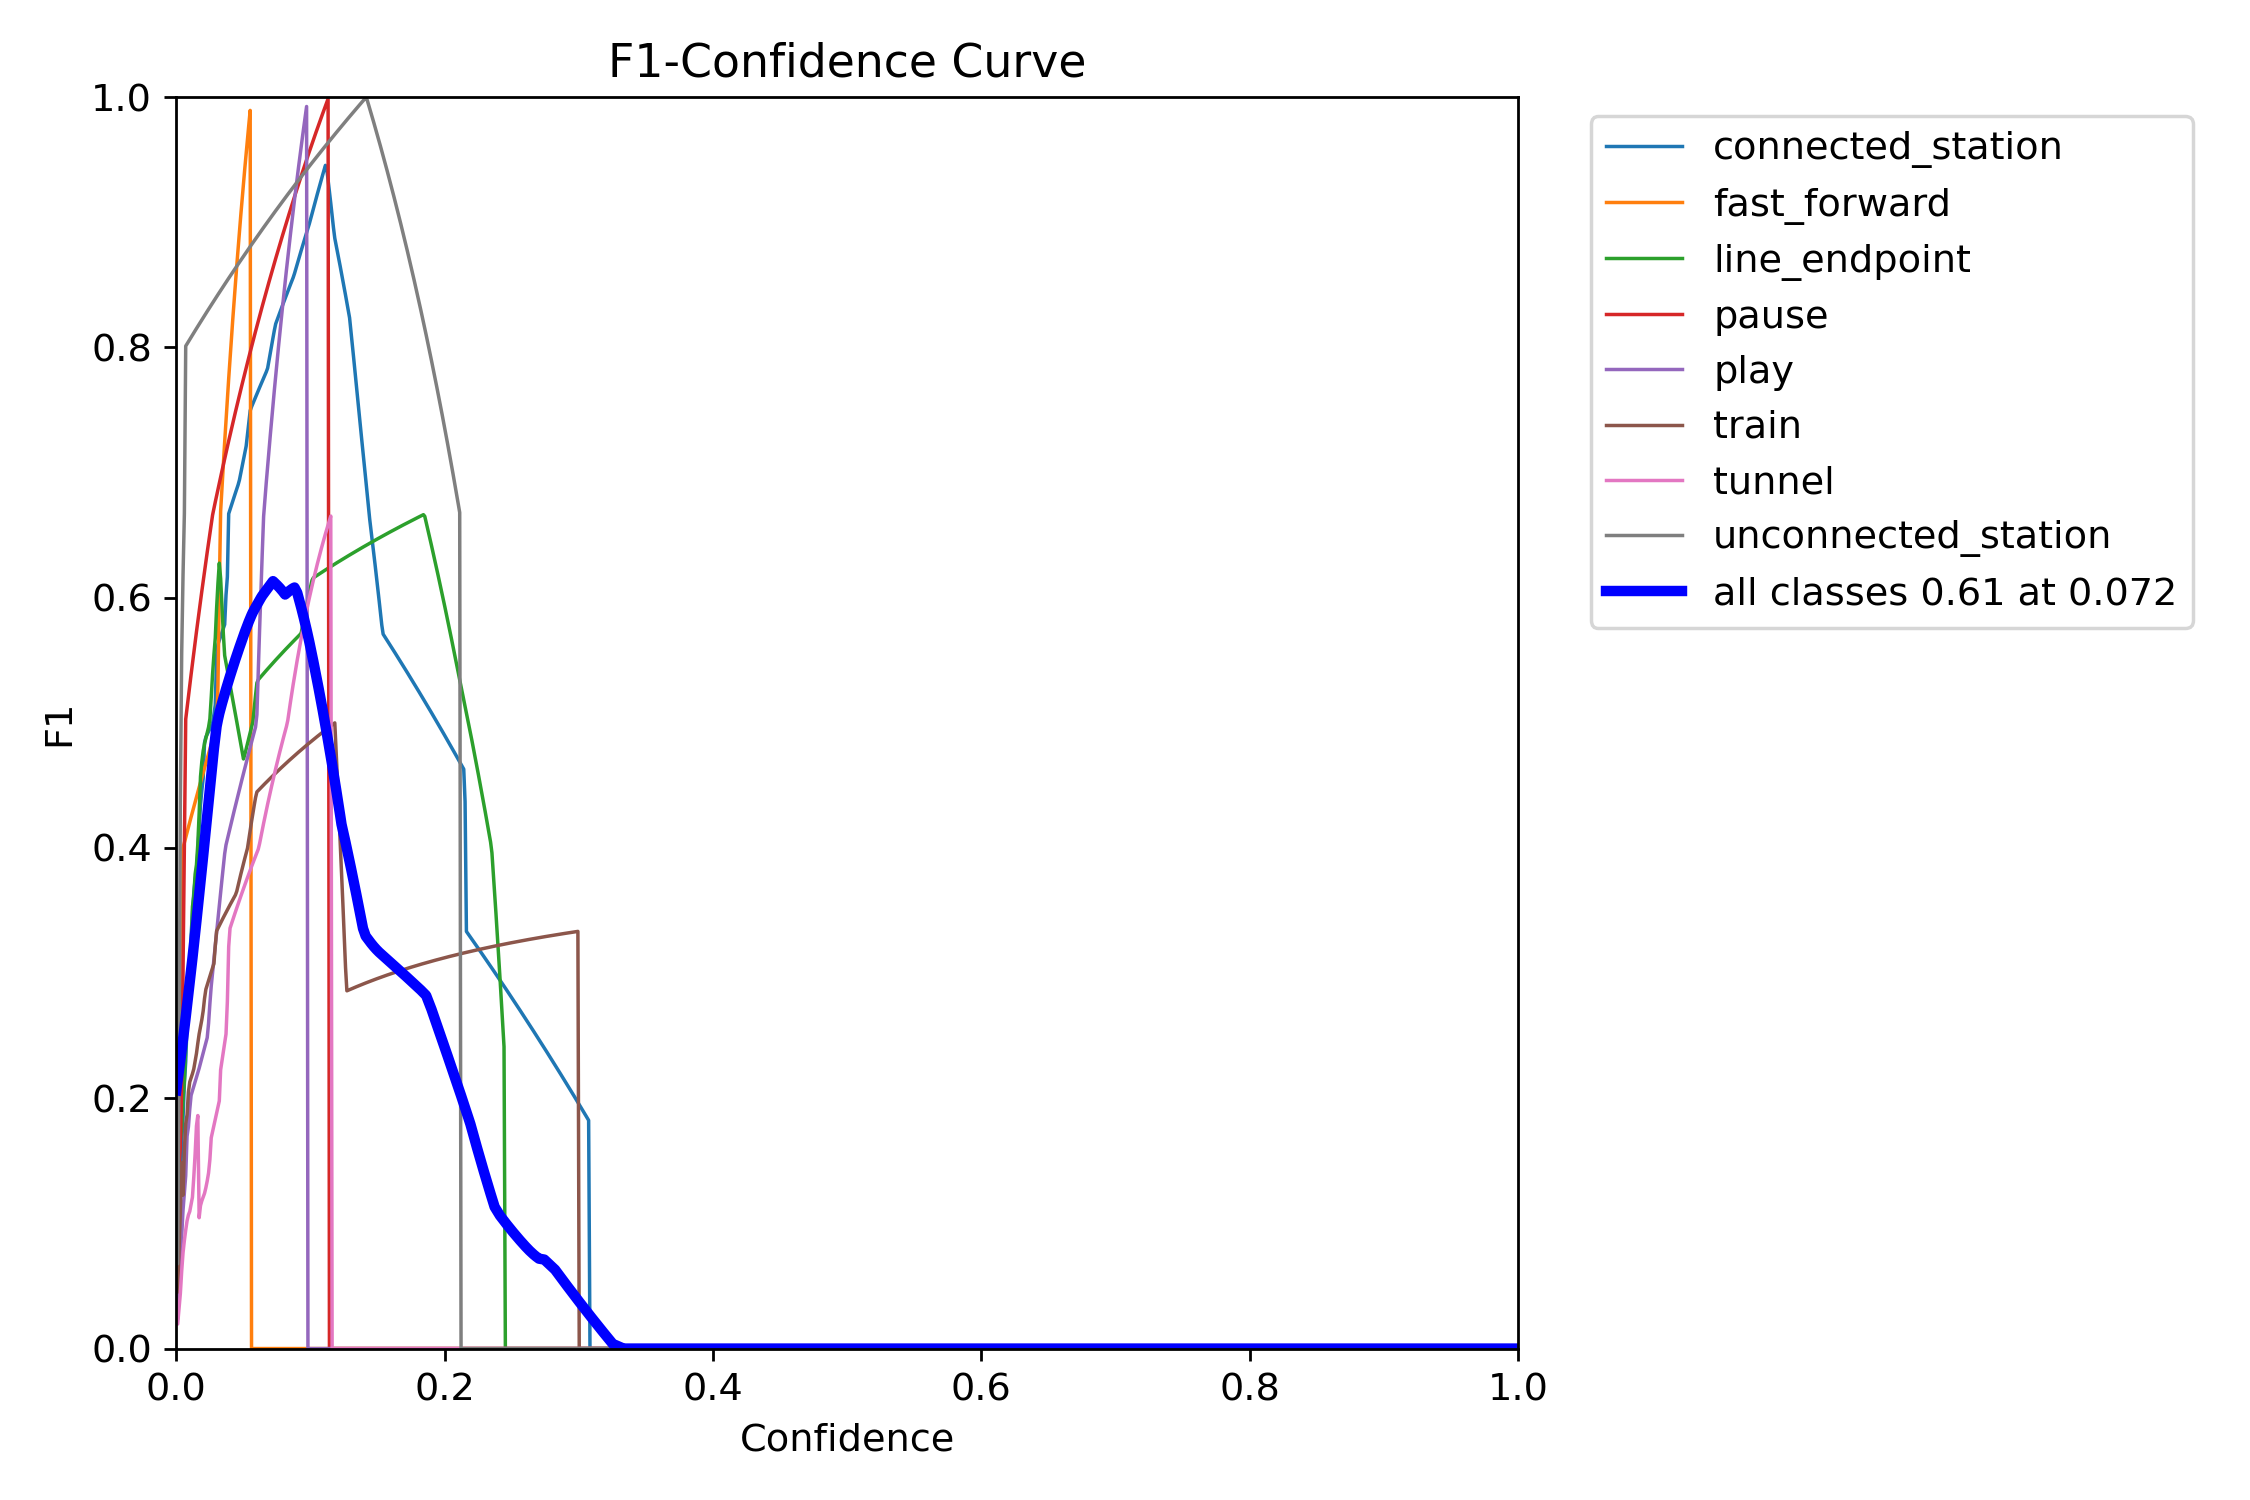 F1-Confidence Curve
1.0
0.8
0.6
0.4
0.2
0.0
F1
0.0 0.2 0.4 0.6 0.8 1.0
Confidence
connected_station
fast_forward
line_endpoint
pause
play
train
tunnel
unconnected_station
all classes 0.61 at 0.072